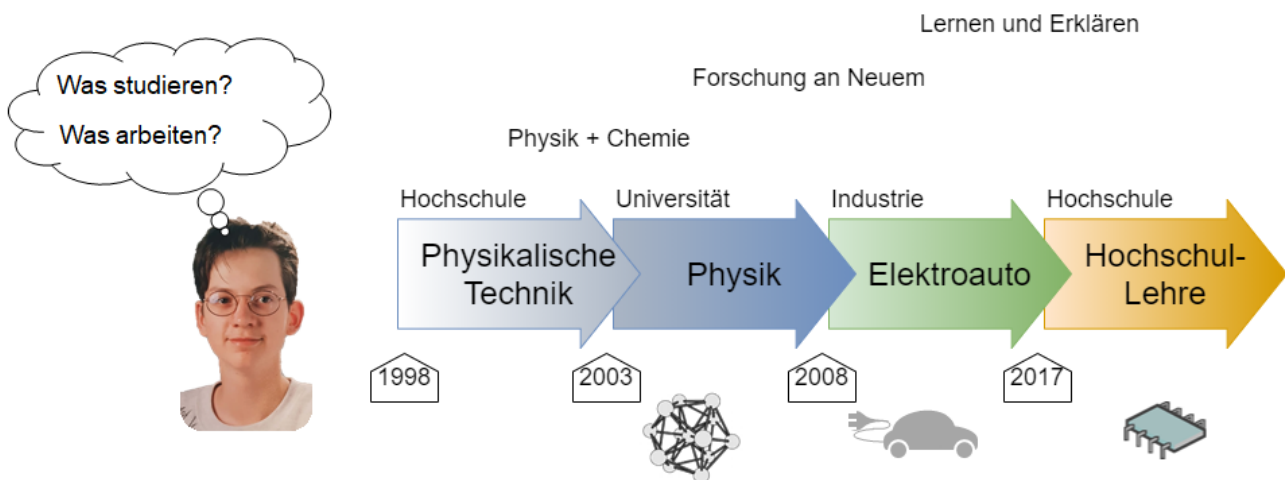 Lernen und Erklären
Forschung an Neuem
Was studieren?
Was arbeiten?
Physik + Chemie
Hochschule
Universität
Industrie
Hochschule
Physikalische
Technik
Physik
Elektroauto
Hochschul-
Lehre
1998
2003
2008
2017